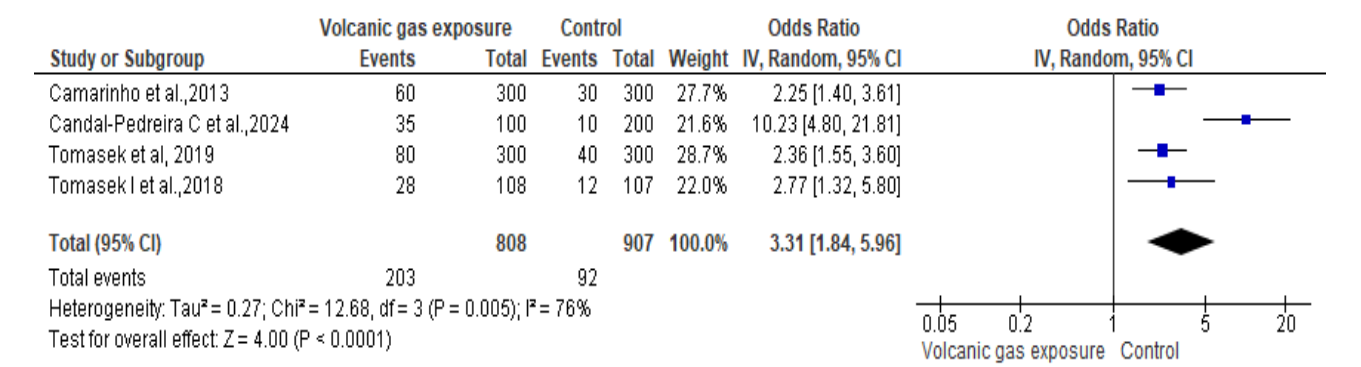 Volcanic gas exposure Control Odds Ratio Odds Ratio
Study or Subgroup Events Total Events Total Weight IV, Random, 95% CI IV, Random, 95% CI
Camarinho et al.,2013 60 300 30 300 27.7% 2.25 [1.40, 3.61]
Candal-Pedreira C et al.,2024 35 100 10 200 21.6% 10.23 [4.80, 21.81]
Tomasek et al, 2019 80 300 40 300 28.7% 2.36 [1.55, 3.60]
Tomasek I et al.,2018 28 108 12 107 22.0% 2.77 [1.32, 5.80]
Total (95% CI) 808 907 100.0% 3.31 [1.84, 5.96]
Total events 203 92
Heterogeneity: Tau² = 0.27; Chi² = 12.68, df = 3 (P = 0.005); I² = 76%
Test for overall effect: Z = 4.00 (P < 0.0001)
0.05 0.2 1 5 20
Volcanic gas exposure Control